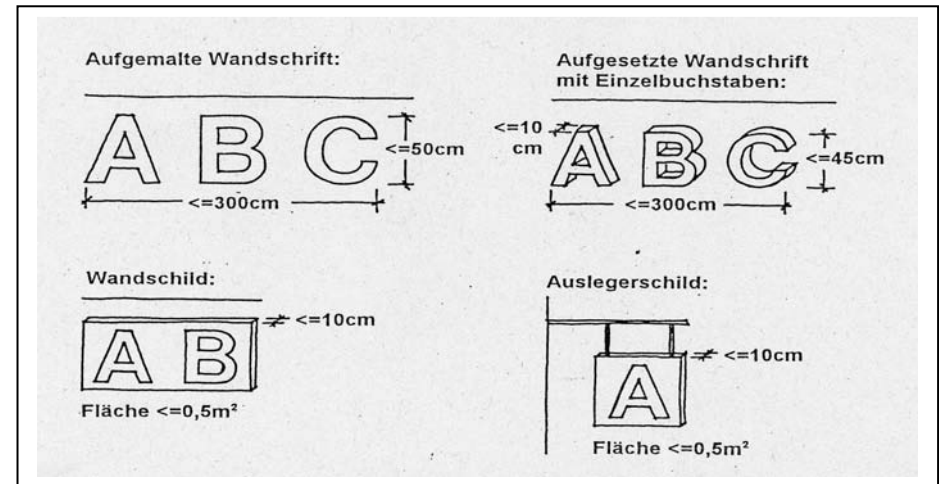 Aufgemalte Wandschrift:
A B C
<=50cm
<=300cm
Aufgesetzte Wandschrift
mit Einzelbuchstaben:
<=10
cm
A B C
<=45cm
<=300cm
Wandschild:
<=10cm
A B
Fläche <=0,5m²
Auslegerschild:
<=10cm
A
Fläche <=0,5m²